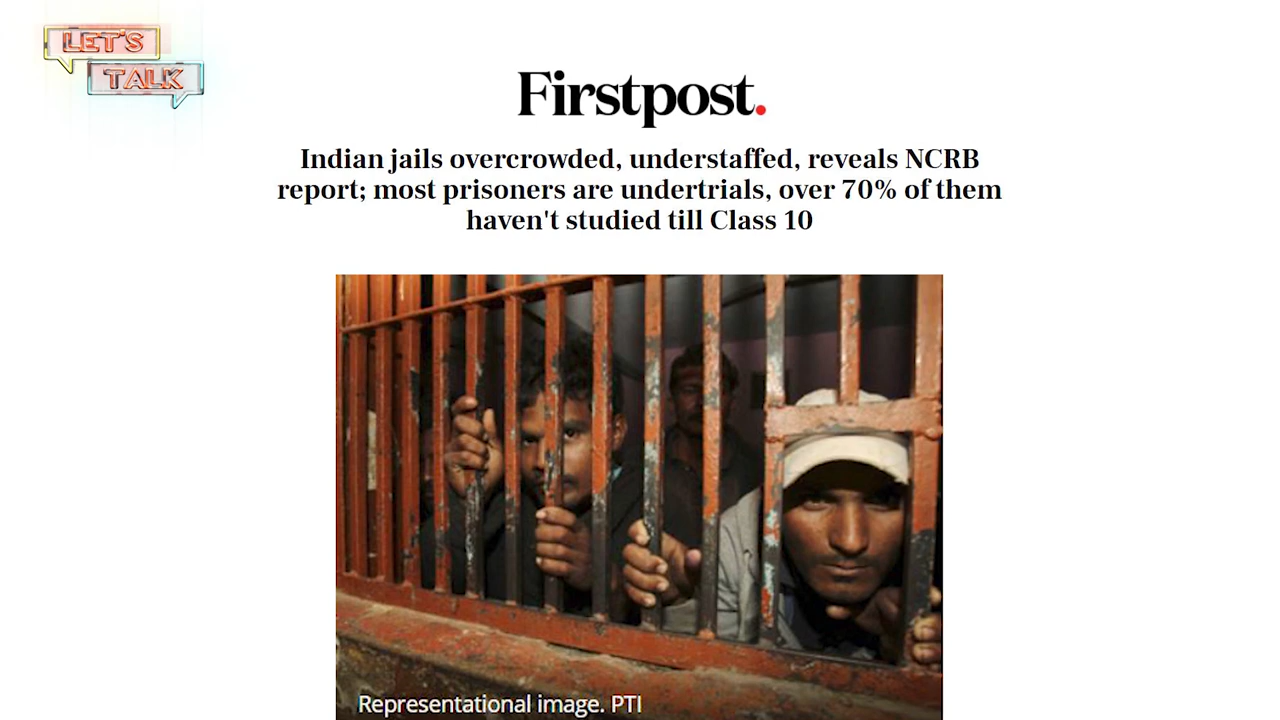 LET'S
TALK
Firstpost.
Indian jails overcrowded, understaffed, reveals NCRB
report; most prisoners are undertrials, over 70% of them
haven't studied till Class 10
Representational image. PTI